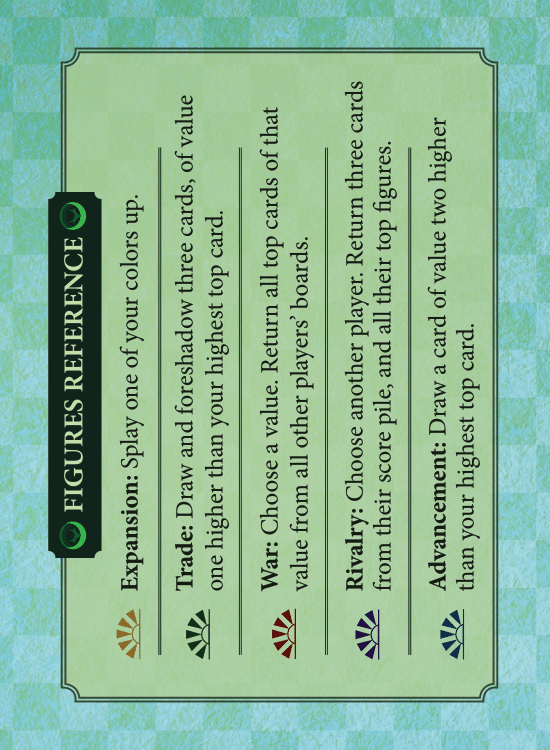 FIGURES REFERENCE
Expansion: Splay one of your colors up.
Trade: Draw and foreshadow three cards, of value
one higher than your highest top card.
War: Choose a value. Return all top cards of that
value from all other players’ boards.
Rivalry: Choose another player. Return three cards
from their score pile, and all their top figures.
Advancement: Draw a card of value two higher
than your highest top card.